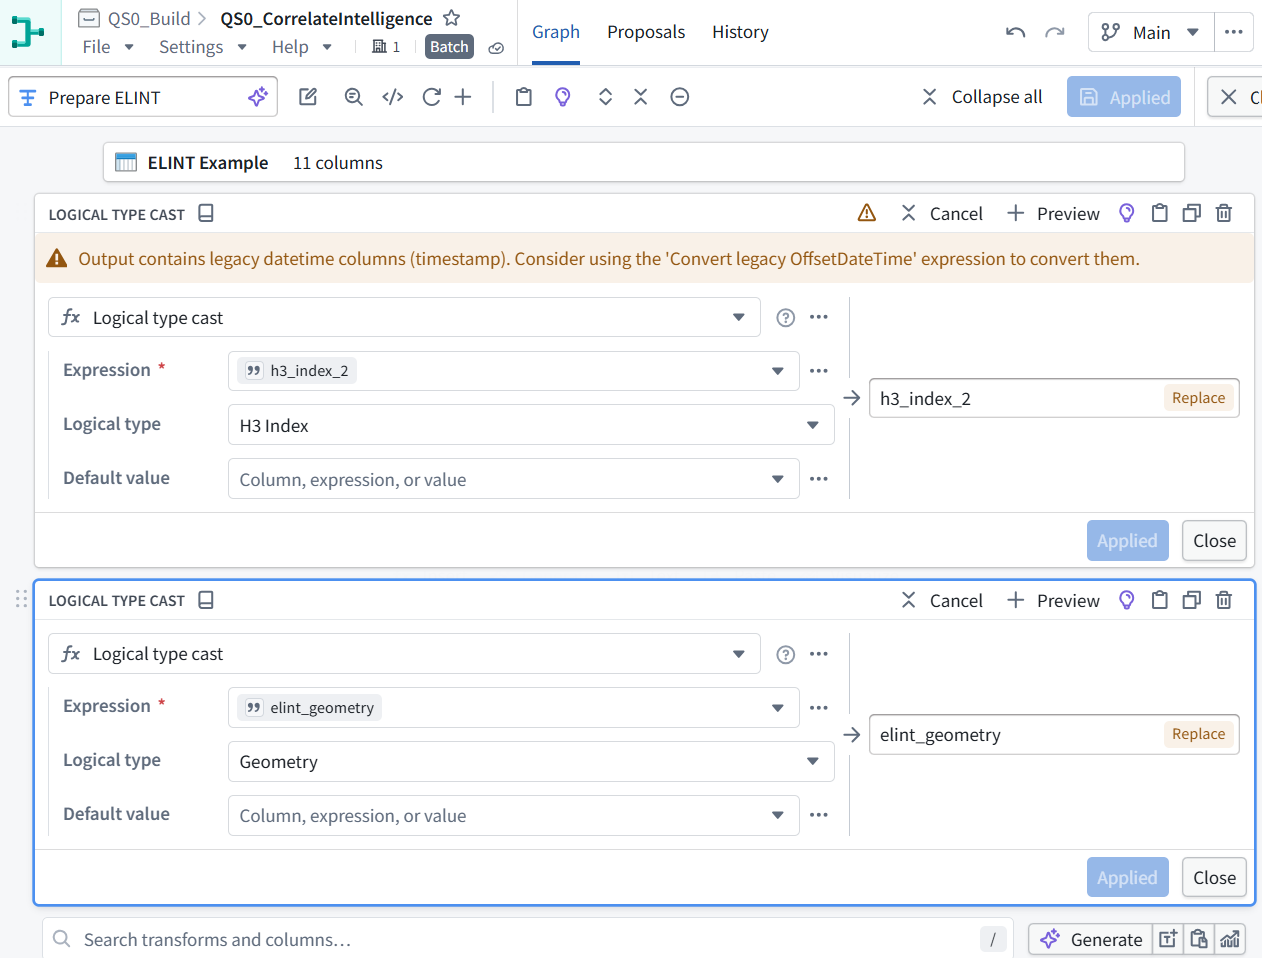 QS0_Build QS0_CorrelateIntelligence
File Settings Help 1 Batch
Graph Proposals History
Main
Prepare ELINT
Collapse all
Applied
ELINT Example 11 columns
LOGICAL TYPE CAST
Cancel Preview
Output contains legacy datetime columns (timestamp). Consider using the 'Convert legacy OffsetDateTime' expression to convert them.
fx Logical type cast
Expression * h3_index_2
h3_index_2 Replace
Logical type H3 Index
Default value Column, expression, or value
Applied Close
LOGICAL TYPE CAST
Cancel Preview
fx Logical type cast
Expression * elint_geometry
elint_geometry Replace
Logical type Geometry
Default value Column, expression, or value
Applied Close
Search transforms and columns... /
Generate